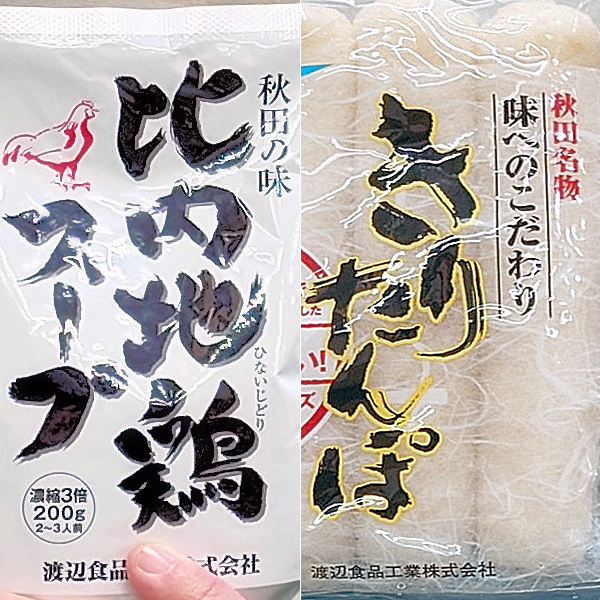 秋田の味
比内地鶏
ひないじどり
スープ
濃縮3倍
200g
2~3人前
渡辺食品
株式会社
秋田名物
味へのこだわり
きりたんぽ
渡辺食品工業株式会社